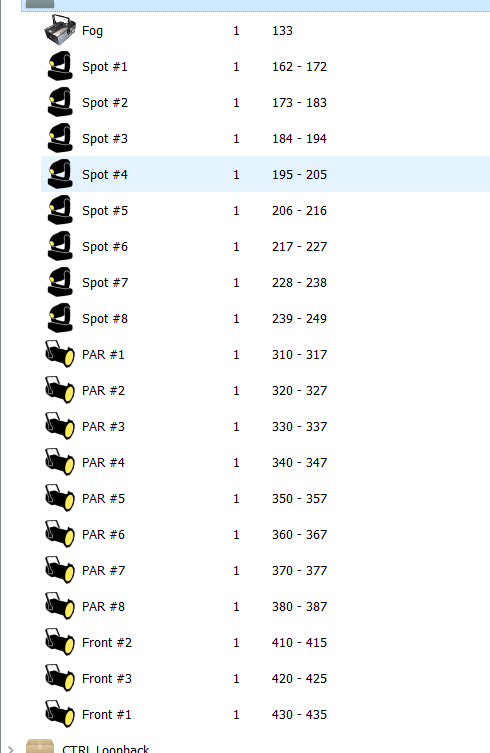 Fog 1 133
Spot #1 1 162 - 172
Spot #2 1 173 - 183
Spot #3 1 184 - 194
Spot #4 1 195 - 205
Spot #5 1 206 - 216
Spot #6 1 217 - 227
Spot #7 1 228 - 238
Spot #8 1 239 - 249
PAR #1 1 310 - 317
PAR #2 1 320 - 327
PAR #3 1 330 - 337
PAR #4 1 340 - 347
PAR #5 1 350 - 357
PAR #6 1 360 - 367
PAR #7 1 370 - 377
PAR #8 1 380 - 387
Front #2 1 410 - 415
Front #3 1 420 - 425
Front #1 1 430 - 435
CTRL Loopback